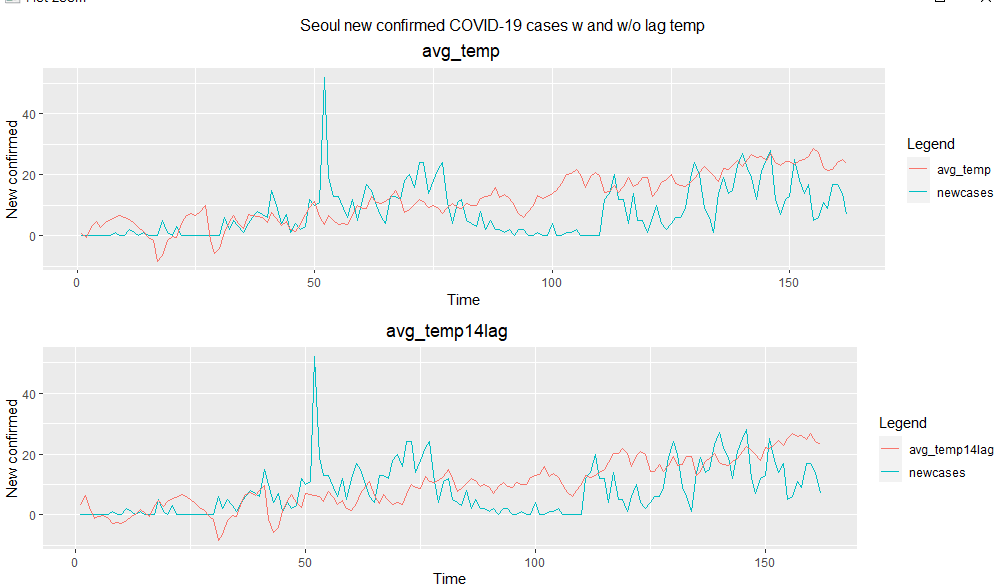 Seoul new confirmed COVID-19 cases w and w/o lag temp
avg_temp
New confirmed
40
20
0
0 50 100 150
Time
Legend
avg_temp
newcases
avg_temp14lag
New confirmed
40
20
0
0 50 100 150
Time
Legend
avg_temp14lag
newcases